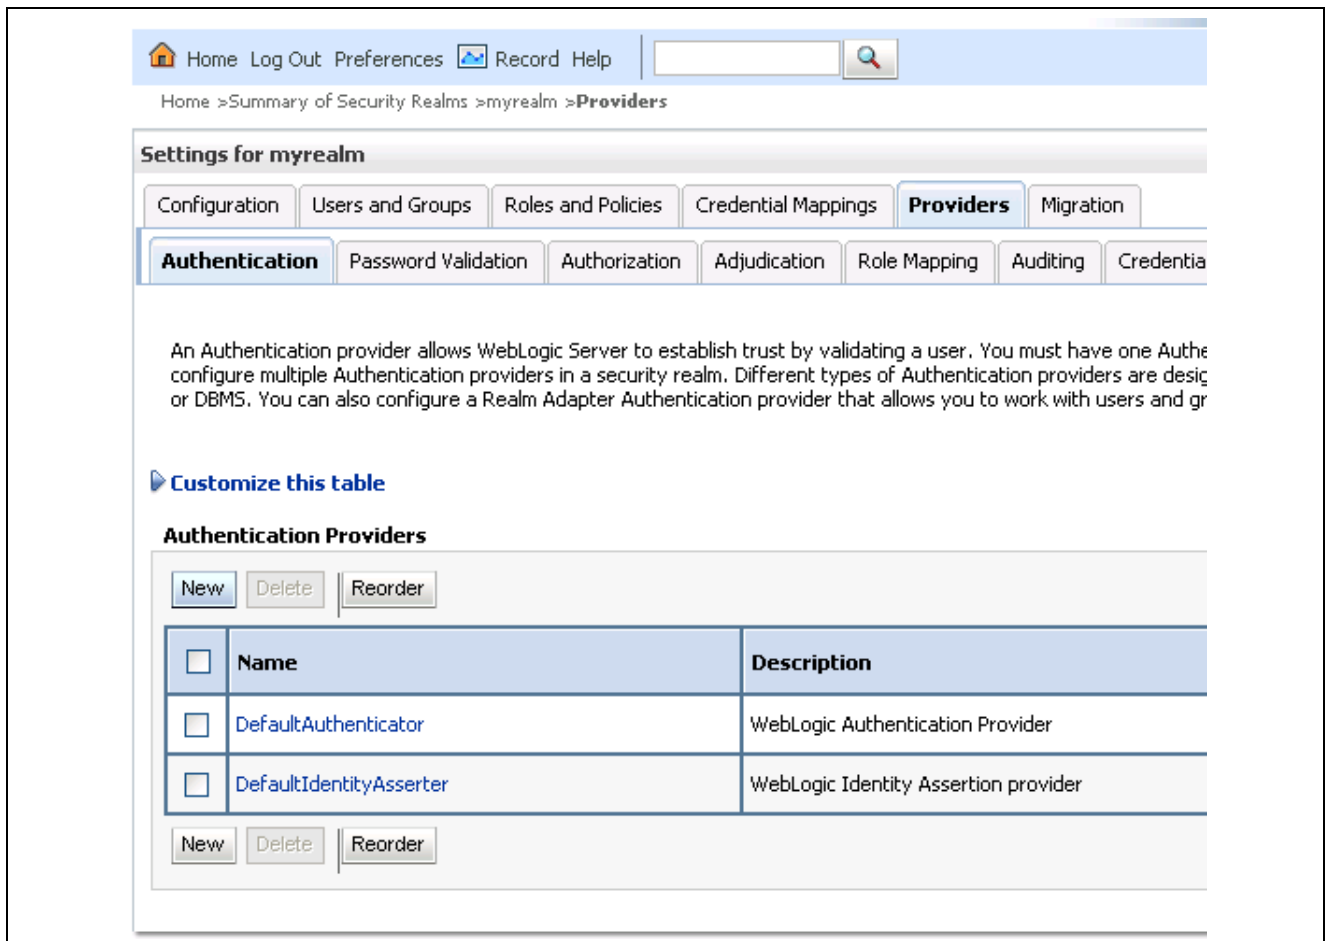 Home Log Out Preferences Record Help
Home >Summary of Security Realms >myrealm >Providers
Settings for myrealm
Configuration Users and Groups Roles and Policies Credential Mappings Providers Migration
Authentication Password Validation Authorization Adjudication Role Mapping Auditing Credentia
An Authentication provider allows WebLogic Server to establish trust by validating a user. You must have one Authe
configure multiple Authentication providers in a security realm. Different types of Authentication providers are desig
or DBMS. You can also configure a Realm Adapter Authentication provider that allows you to work with users and gr
Customize this table
Authentication Providers
New Delete Reorder
Name Description
DefaultAuthenticator WebLogic Authentication Provider
DefaultIdentityAsserter WebLogic Identity Assertion provider
New Delete Reorder